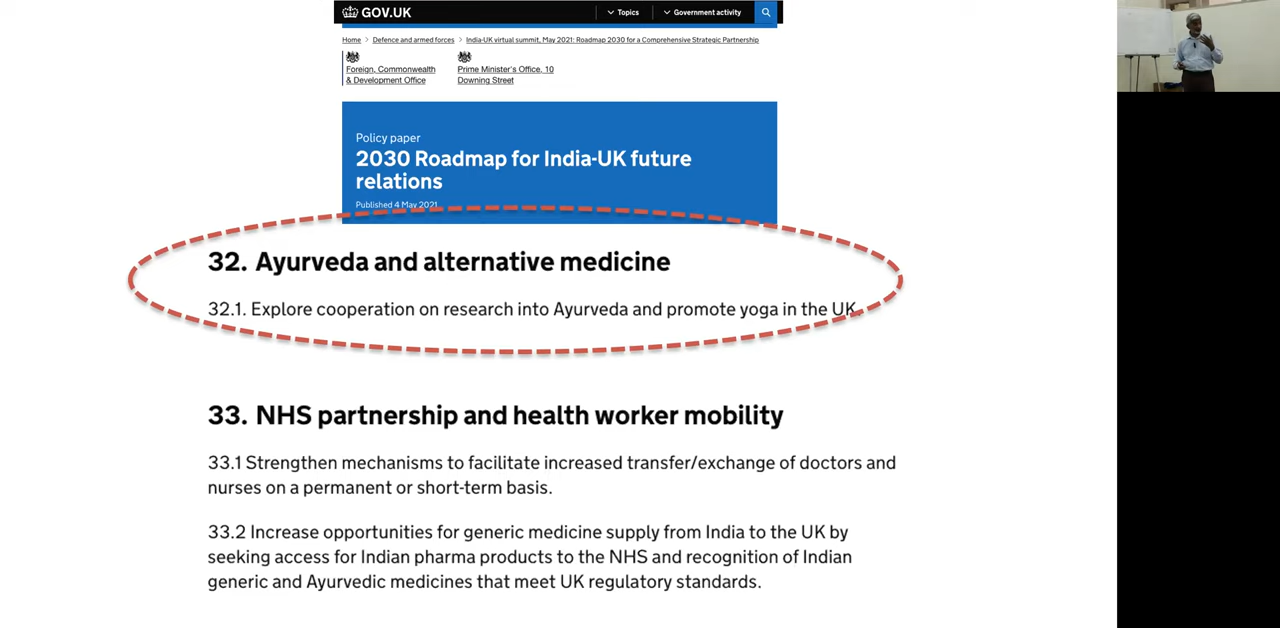 GOV.UK
Topics
Government activity
Home > Defence and armed forces > India-UK virtual summit, May 2021: Roadmap 2030 for a Comprehensive Strategic Partnership
Foreign, Commonwealth
& Development Office
Prime Minister's Office, 10
Downing Street
Policy paper
2030 Roadmap for India-UK future
relations
Published 4 May 2021
32. Ayurveda and alternative medicine
32.1. Explore cooperation on research into Ayurveda and promote yoga in the UK.
33. NHS partnership and health worker mobility
33.1 Strengthen mechanisms to facilitate increased transfer/exchange of doctors and
nurses on a permanent or short-term basis.
33.2 Increase opportunities for generic medicine supply from India to the UK by
seeking access for Indian pharma products to the NHS and recognition of Indian
generic and Ayurvedic medicines that meet UK regulatory standards.